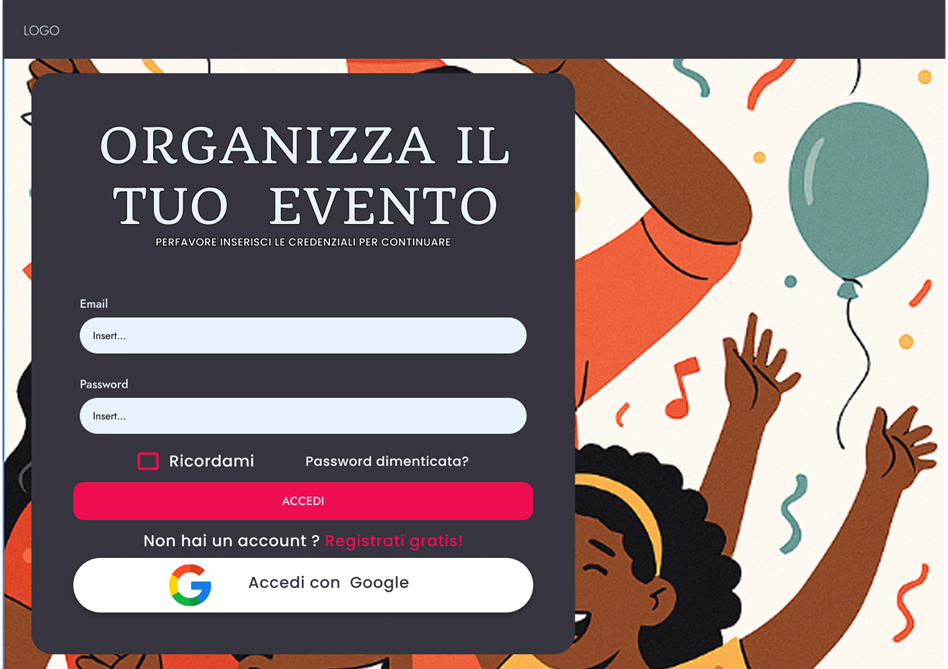 LOGO
ORGANIZZA IL
TUO EVENTO
PERFAVORE INSERISCI LE CREDENZIALI PER CONTINUARE
Email
Insert...
Password
Insert...
Ricordami Password dimenticata?
ACCEDI
Non hai un account ? Registrati gratis!
Accedi con Google